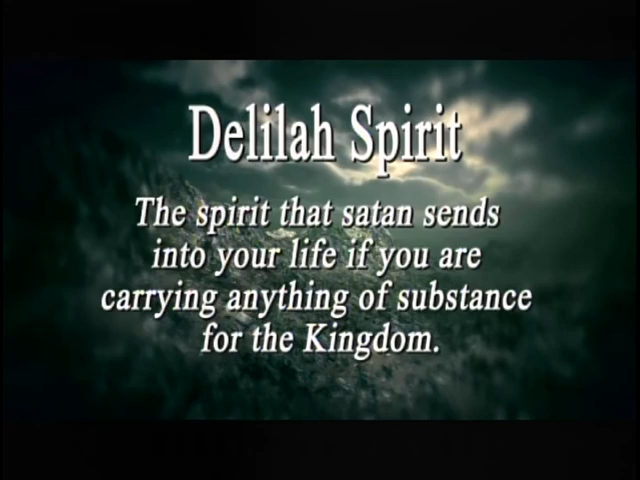 Delilah Spirit
The spirit that satan sends
into your life if you are
carrying anything of substance
for the Kingdom.